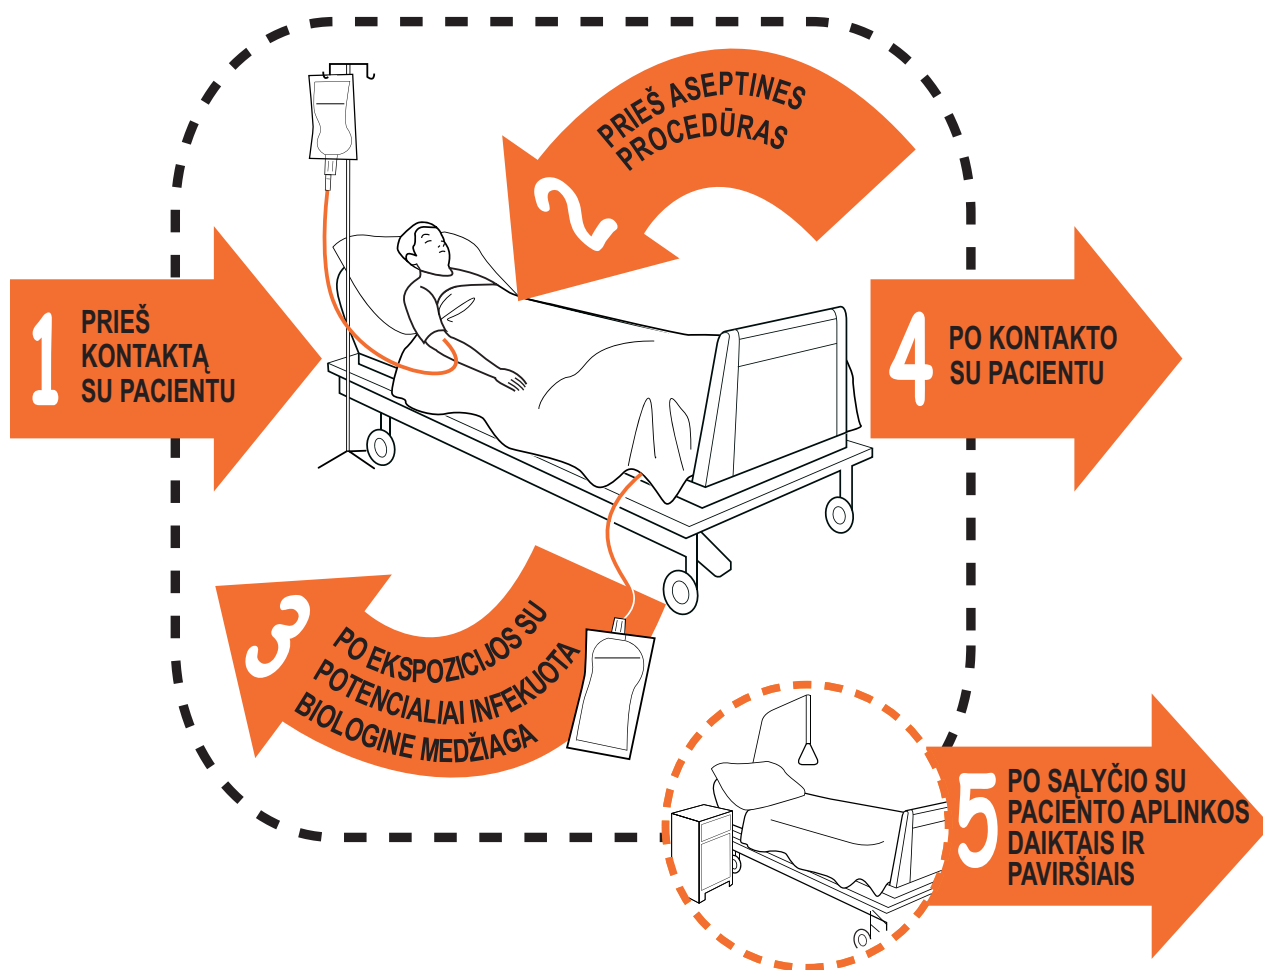 1
PRIEŠ
KONTAKTĄ
SU PACIENTU
2
PRIEŠ ASEPTINES
PROCEDŪRAS
3
PO EKSPOZICIJOS SU
POTENCIALIAI INFEKUOTA
BIOLOGINE MEDŽIAGA
4
PO KONTAKTO
SU PACIENTU
5
PO SĄLYČIO SU
PACIENTO APLINKOS
DAIKTAIS IR
PAVIRŠIAIS